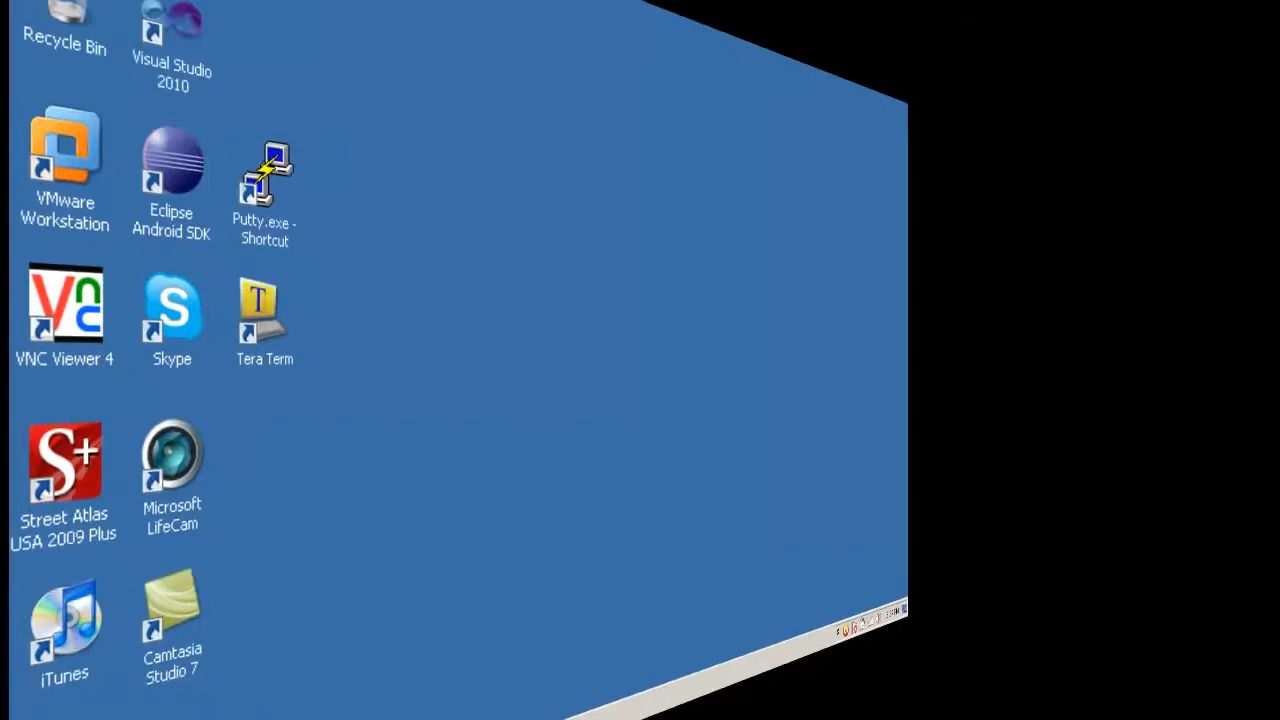 Recycle Bin
Visual Studio
2010
VMware
Workstation
Eclipse
Android SDK
Putty.exe -
Shortcut
VNC Viewer 4
Skype
Tera Term
Street Atlas
USA 2009 Plus
Microsoft
LifeCam
iTunes
Camtasia
Studio 7